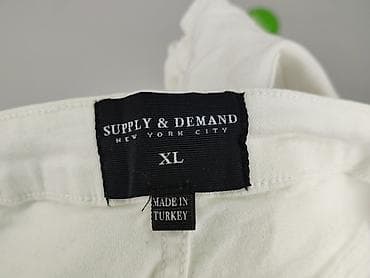 SUPPLY & DEMAND
NEW YORK CITY
XL
MADE IN
TURKEY